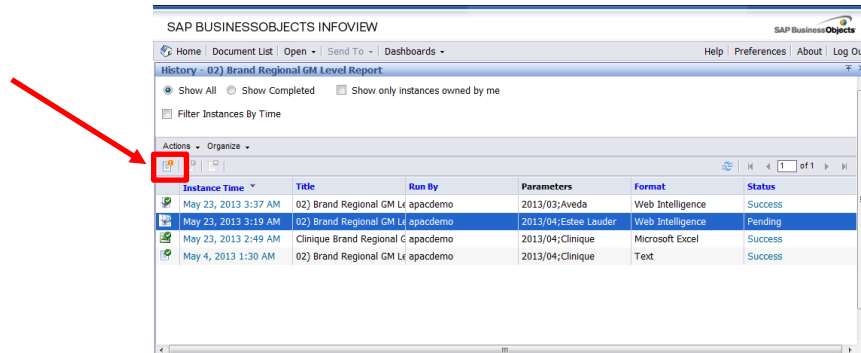 SAP BUSINESSOBJECTS INFOVIEW
SAP BusinessObjects
Home Document List Open Send To Dashboards Help Preferences About Log Ou
History - 02) Brand Regional GM Level Report
Show All Show Completed Show only instances owned by me
Filter Instances By Time
Actions Organize
1 of 1
Instance Time Title Run By Parameters Format Status
May 23, 2013 3:37 AM 02) Brand Regional GM Le apacdemo 2013/03;Aveda Web Intelligence Success
May 23, 2013 3:19 AM 02) Brand Regional GM Le apacdemo 2013/04;Estee Lauder Web Intelligence Pending
May 23, 2013 2:49 AM Clinique Brand Regional G apacdemo 2013/04;Clinique Microsoft Excel Success
May 4, 2013 1:30 AM 02) Brand Regional GM Le apacdemo 2013/04;Clinique Text Success